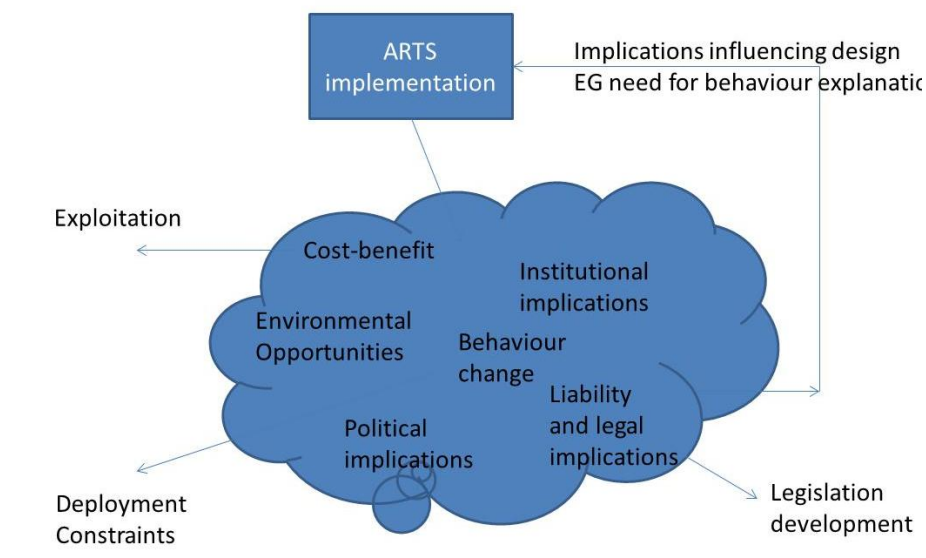 ARTS
implementation
Implications influencing design
EG need for behaviour explanatic
Exploitation
Cost-benefit
Institutional
implications
Environmental
Opportunities
Behaviour
change
Liability
and legal
implications
Political
implications
Deployment
Constraints
Legislation
development